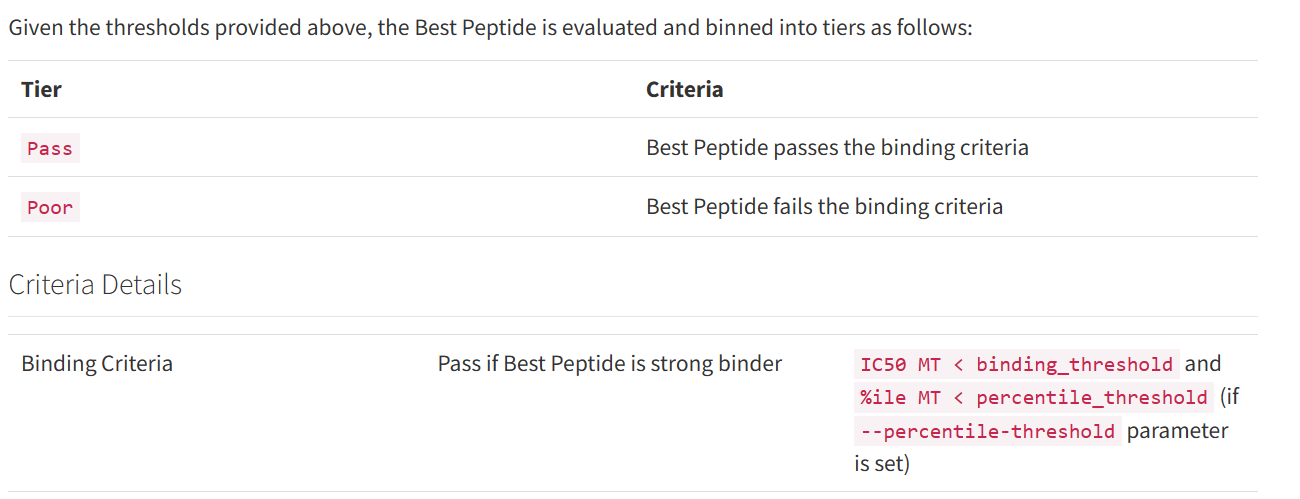 Given the thresholds provided above, the Best Peptide is evaluated and binned into tiers as follows:
Tier Criteria
Pass Best Peptide passes the binding criteria
Poor Best Peptide fails the binding criteria
Criteria Details
Binding Criteria Pass if Best Peptide is strong binder IC50 MT < binding_threshold and
%ile MT < percentile_threshold (if
--percentile-threshold parameter
is set)